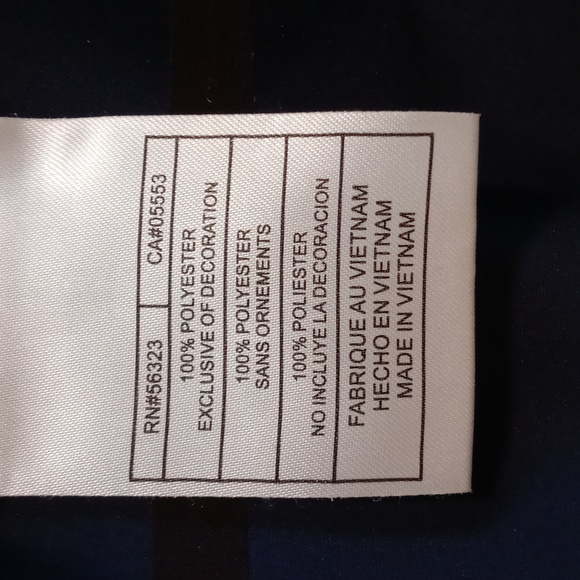 RN#56323 CA#05553
100% POLYESTER
EXCLUSIVE OF DECORATION
100% POLYESTER
SANS ORNEMENTS
100% POLIESTER
NO INCLUYE LA DECORACION
FABRIQUE AU VIETNAM
HECHO EN VIETNAM
MADE IN VIETNAM